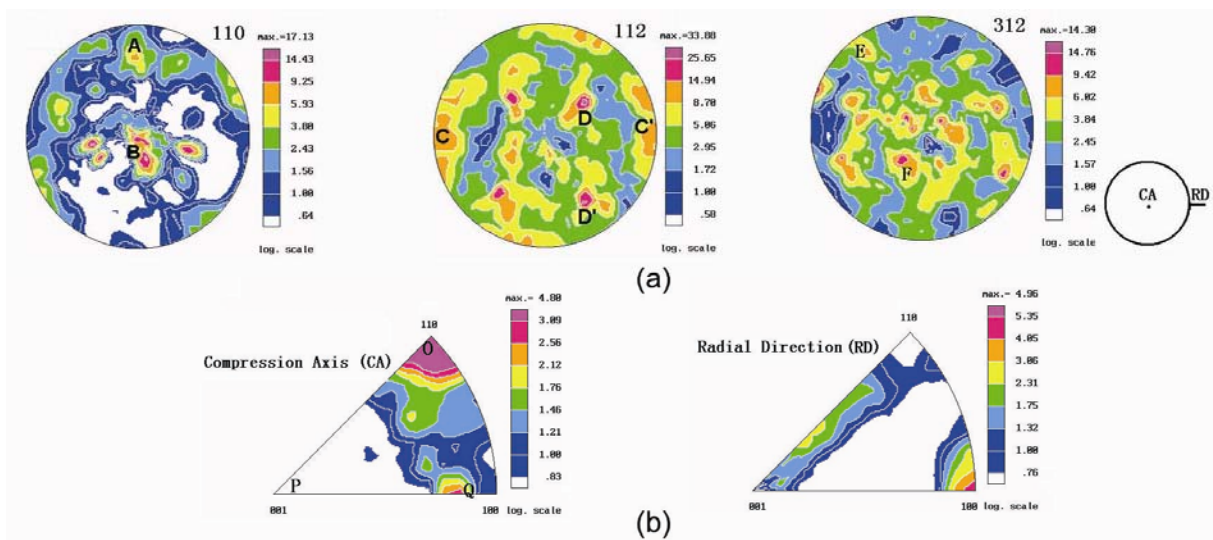 110
max.=17.13
14.43
9.25
5.93
3.80
2.43
1.56
1.00
.64
log. scale
A
B
112
max.=33.88
25.65
14.94
8.70
5.06
2.95
1.72
1.00
.58
log. scale
C
D
C'
D'
312
max.=14.30
14.76
9.42
6.02
3.84
2.45
1.57
1.00
.64
log. scale
E
F
CA
RD
(a)
Compression Axis (CA)
110
O
P
Q
001
100
max.= 4.80
3.09
2.56
2.12
1.76
1.46
1.21
1.00
.83
log. scale
Radial Direction(RD)
110
001
100
max.= 4.96
5.35
4.05
3.06
2.31
1.75
1.32
1.00
.76
log. scale
(b)